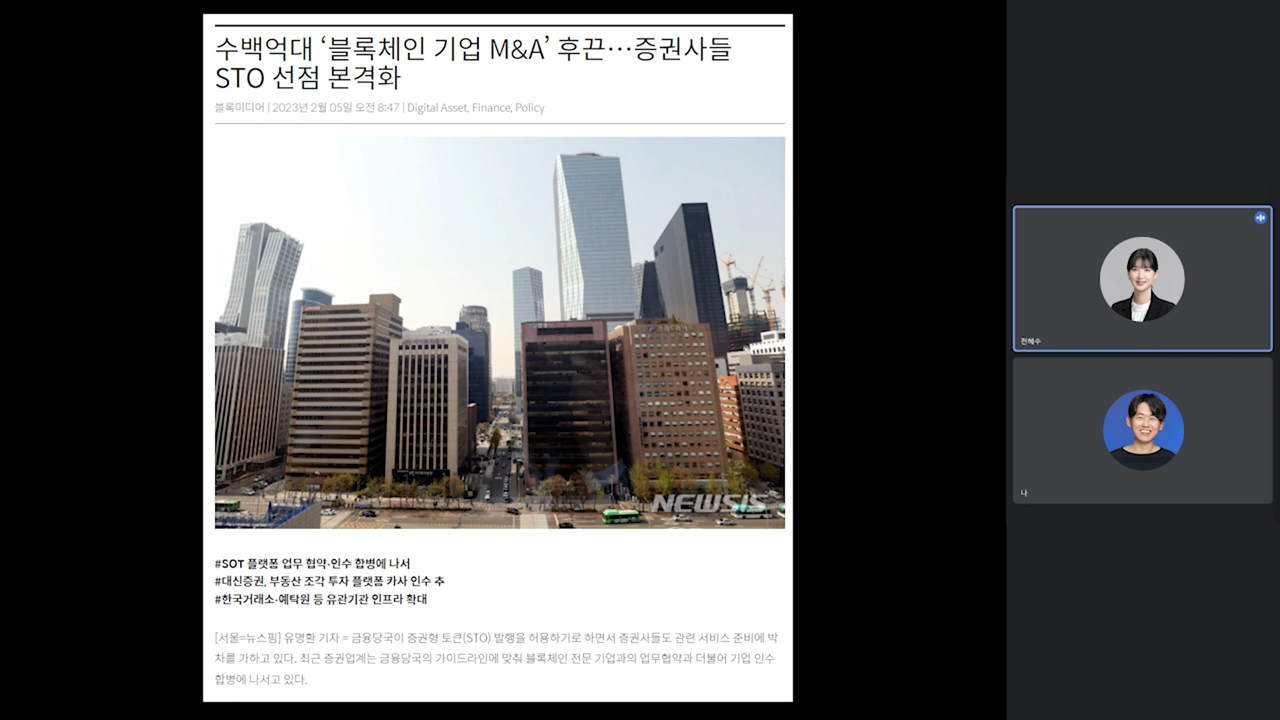 수백억대 ‘블록체인 기업 M&A’ 후끈…증권사들
STO 선점 본격화
블록미디어 | 2023년 2월 05일 오전 8:47 | Digital Asset, Finance, Policy
NEWSIS
#SOT 플랫폼 업무 협약·인수 합병에 나서
#대신증권, 부동산 조각 투자 플랫폼 카사 인수 추
#한국거래소·예탁원 등 유관기관 인프라 확대
[서울=뉴스핌] 유명환 기자 = 금융당국이 증권형 토큰(STO) 발행을 허용하기로 하면서 증권사들도 관련 서비스 준비에 박
차를 가하고 있다. 최근 증권업계는 금융당국의 가이드라인에 맞춰 블록체인 전문 기업과의 업무협약과 더불어 기업 인수
합병에 나서고 있다.
전혜수
나